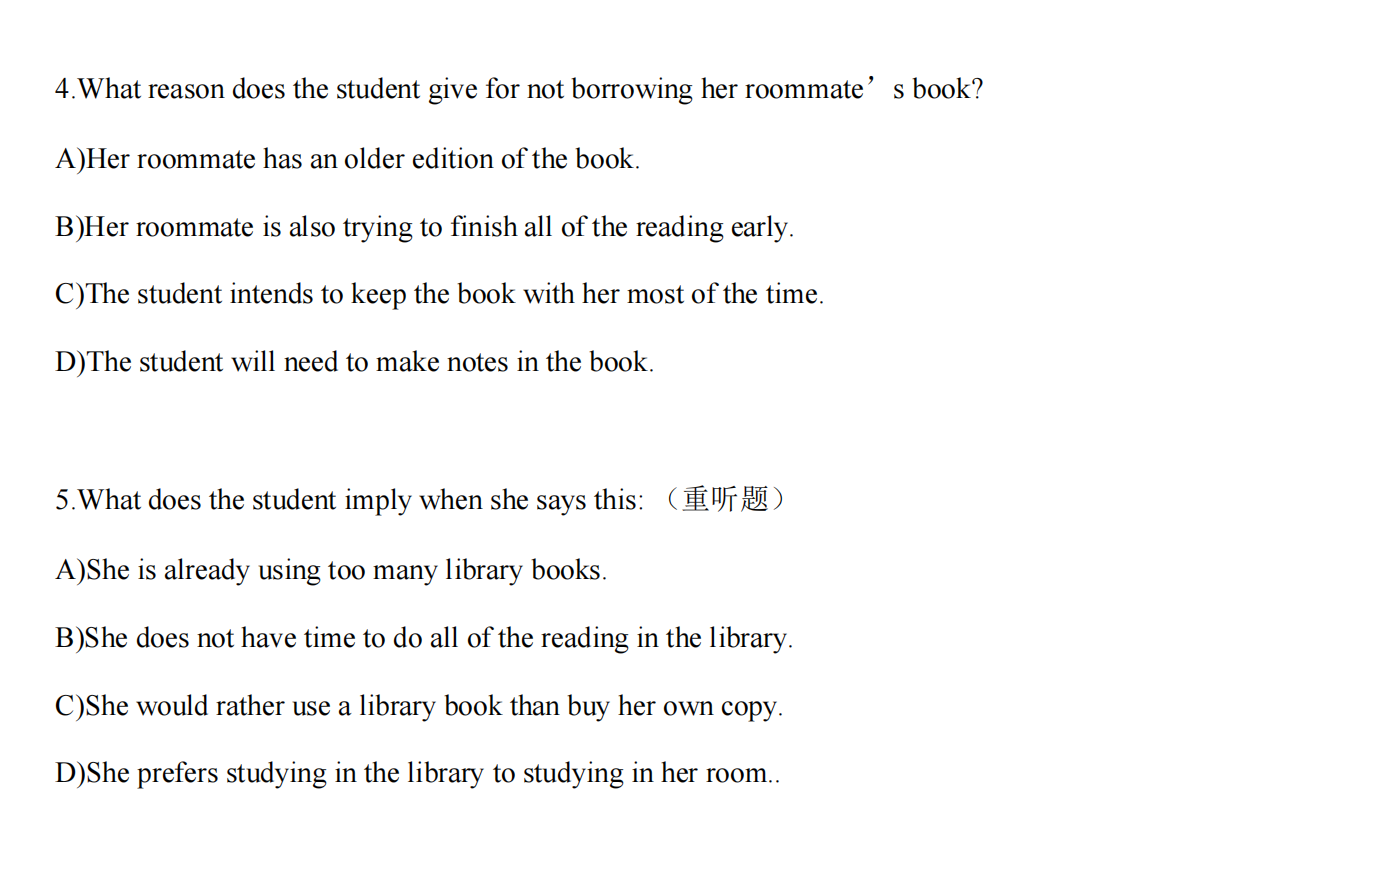 4.What reason does the student give for not borrowing her roommate’s book?
A)Her roommate has an older edition of the book.
B)Her roommate is also trying to finish all of the reading early.
C)The student intends to keep the book with her most of the time.
D)The student will need to make notes in the book.
5.What does the student imply when she says this: （重听题）
A)She is already using too many library books.
B)She does not have time to do all of the reading in the library.
C)She would rather use a library book than buy her own copy.
D)She prefers studying in the library to studying in her room..